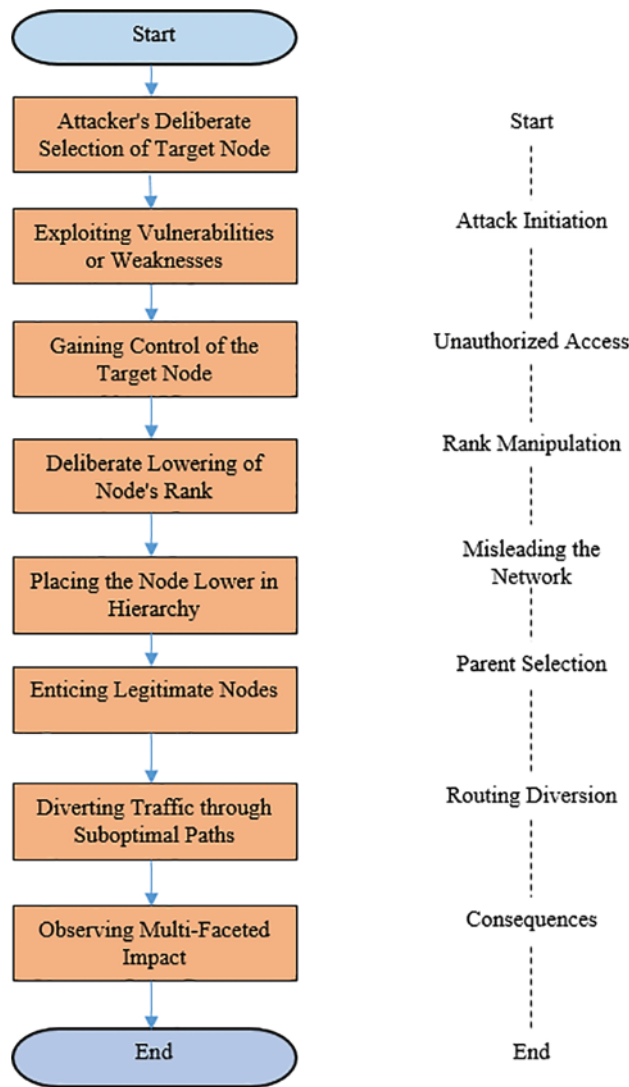 Start
Attacker's Deliberate
Selection of Target Node
Exploiting Vulnerabilities
or Weaknesses
Gaining Control of the
Target Node
Deliberate Lowering of
Node's Rank
Placing the Node Lower in
Hierarchy
Enticing Legitimate Nodes
Diverting Traffic through
Suboptimal Paths
Observing Multi-Faceted
Impact
End
Start
Attack Initiation
Unauthorized Access
Rank Manipulation
Misleading the
Network
Parent Selection
Routing Diversion
Consequences
End